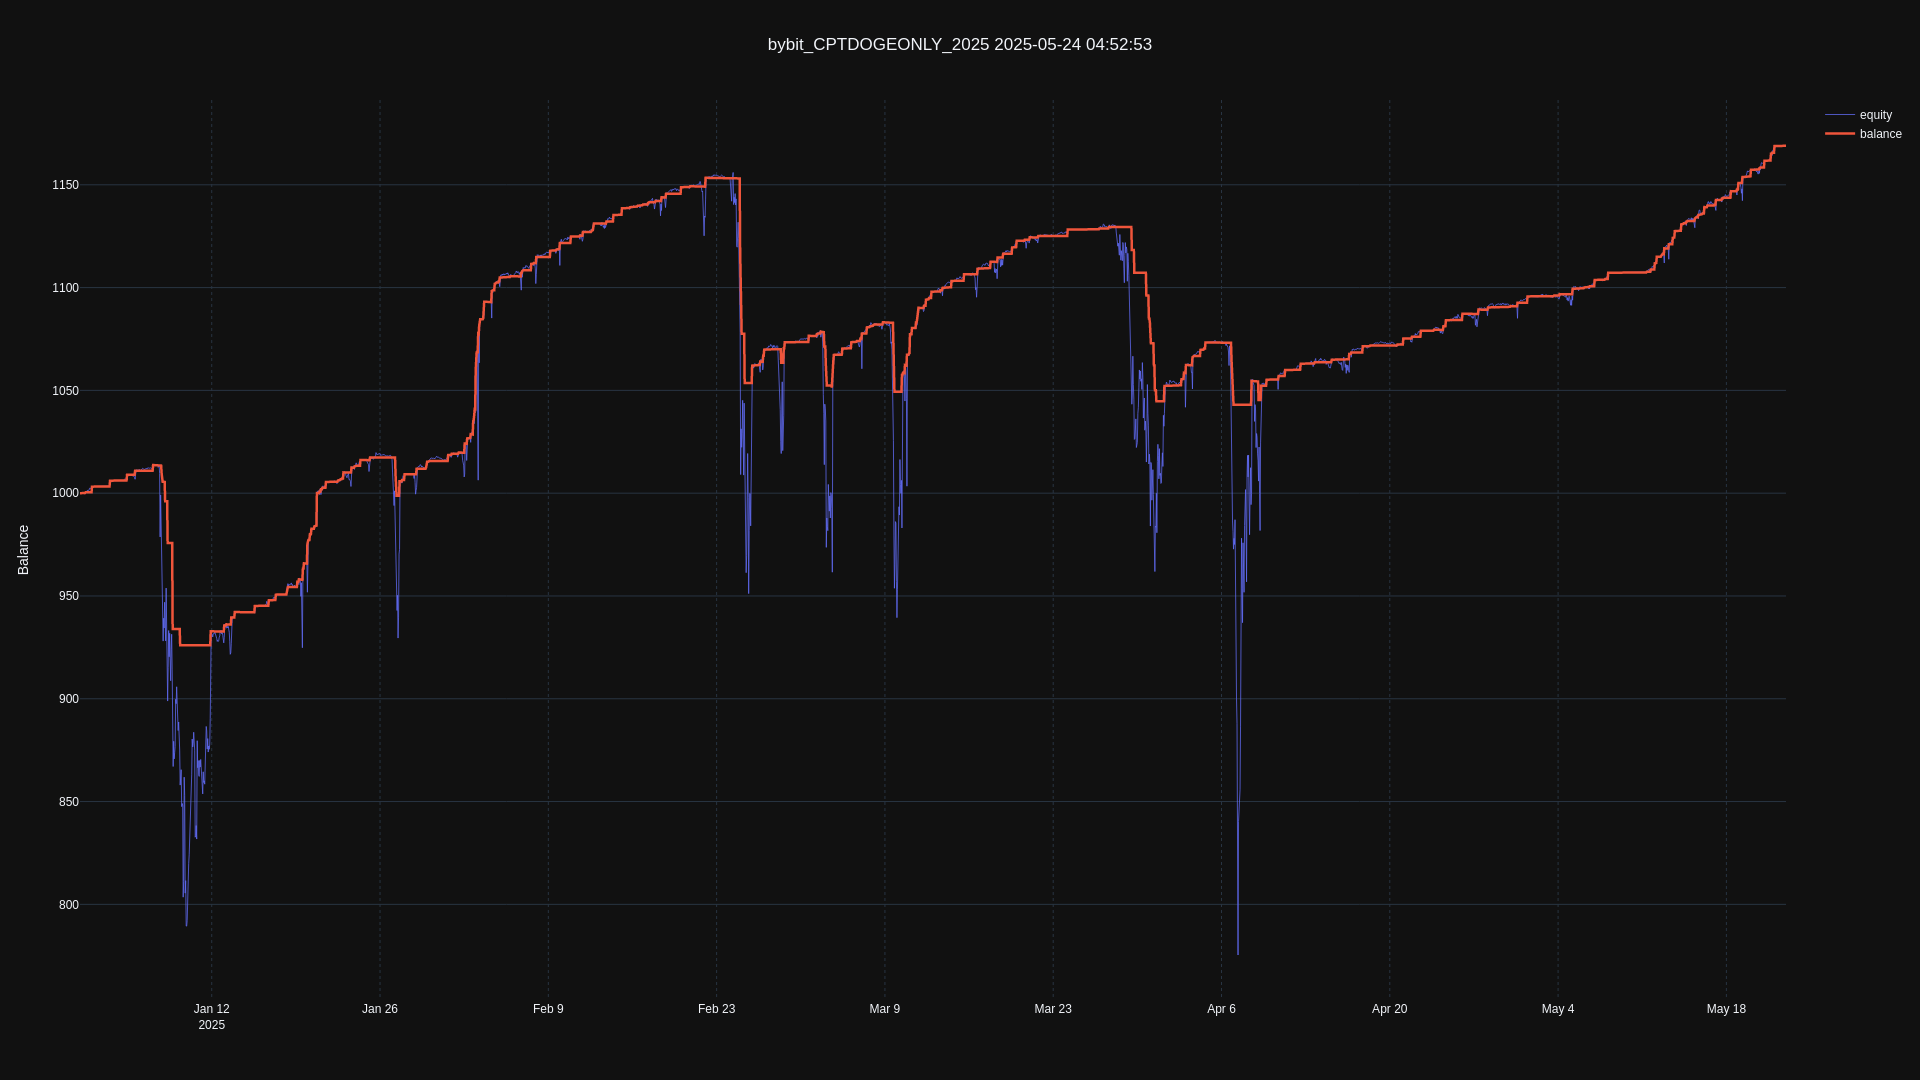 bybit_CPTDOGEONLY_2025 2025-05-24 04:52:53
equity
balance
Balance
1150
1100
1050
1000
950
900
850
800
Jan 12
2025
Jan 26
Feb 9
Feb 23
Mar 9
Mar 23
Apr 6
Apr 20
May 4
May 18